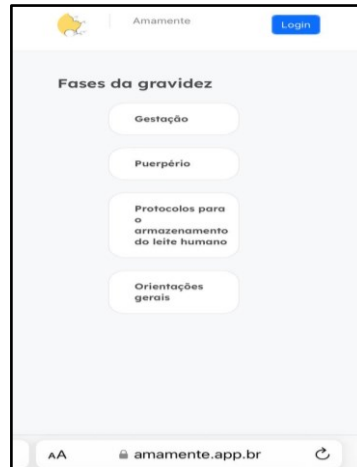 Amamente
Login
Fases da gravidez
Gestação
Puerpério
Protocolos para
o
armazenamento
do leite humano
Orientações
gerais
AA
amamente.app.br